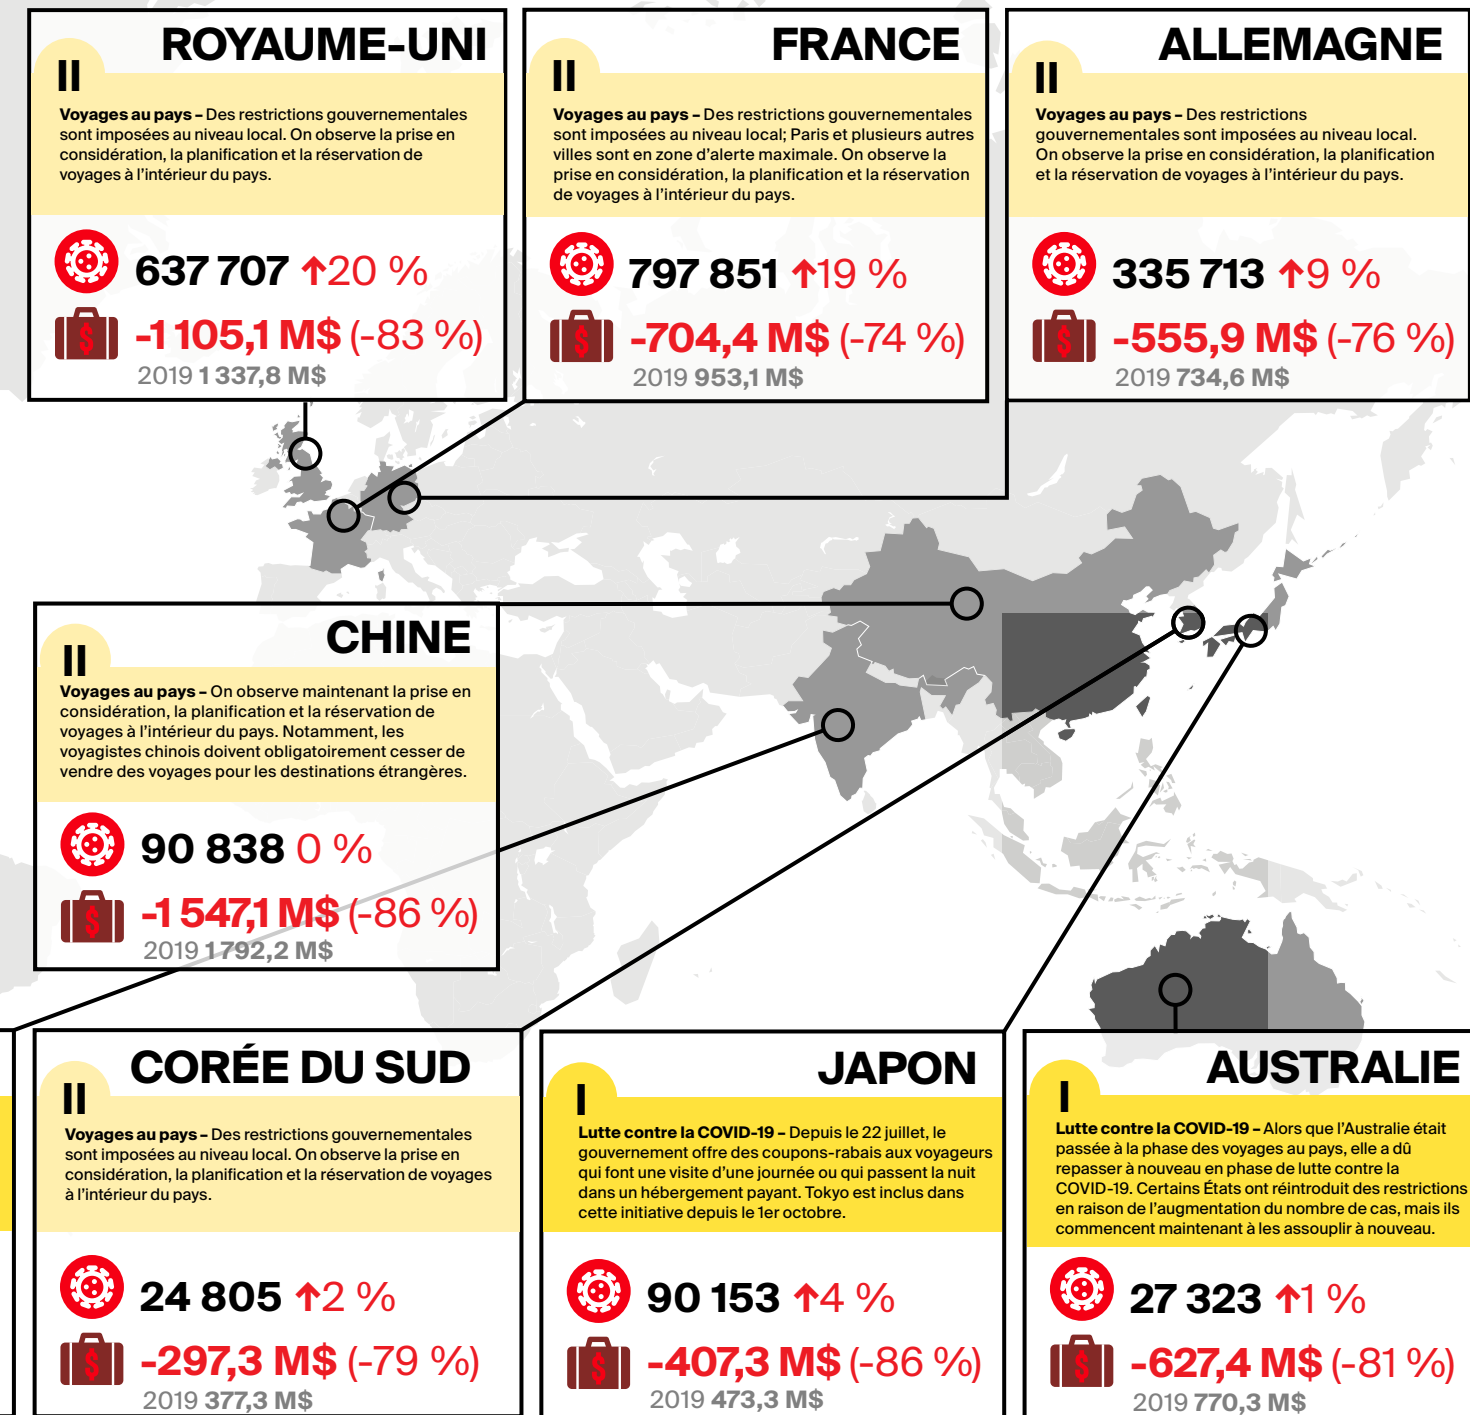 ROYAUME-UNI
II
Voyages au pays – Des restrictions gouvernementales
sont imposées au niveau local. On observe la prise en
considération, la planification et la réservation de
voyages à l'intérieur du pays.
637 707 ↑20 %
-1 105,1 M$ (-83 %)
2019 1 337,8 M$
FRANCE
II
Voyages au pays – Des restrictions gouvernementales
sont imposées au niveau local; Paris et plusieurs autres
villes sont en zone d'alerte maximale. On observe la
prise en considération, la planification et la réservation
de voyages à l'intérieur du pays.
797 851 ↑19 %
-704,4 M$ (-74 %)
2019 953,1 M$
ALLEMAGNE
II
Voyages au pays – Des restrictions
gouvernementales sont imposées au niveau local.
On observe la prise en considération, la planification
et la réservation de voyages à l'intérieur du pays.
335 713 ↑9 %
-555,9 M$ (-76 %)
2019 734,6 M$
CHINE
II
Voyages au pays – On observe maintenant la prise en
considération, la planification et la réservation de
voyages à l'intérieur du pays. Notamment, les
voyagistes chinois doivent obligatoirement cesser de
vendre des voyages pour les destinations étrangères.
90 838 0 %
-1 547,1 M$ (-86 %)
2019 1 792,2 M$
CORÉE DU SUD
II
Voyages au pays – Des restrictions gouvernementales
sont imposées au niveau local. On observe la prise en
considération, la planification et la réservation de voyages
à l'intérieur du pays.
24 805 ↑2 %
-297,3 M$ (-79 %)
2019 377,3 M$
JAPON
I
Lutte contre la COVID-19 – Depuis le 22 juillet, le
gouvernement offre des coupons-rabais aux voyageurs
qui font une visite d'une journée ou qui passent la nuit
dans un hébergement payant. Tokyo est inclus dans
cette initiative depuis le 1er octobre.
90 153 ↑4 %
-407,3 M$ (-86 %)
2019 473,3 M$
AUSTRALIE
I
Lutte contre la COVID-19 – Alors que l'Australie était
passée à la phase des voyages au pays, elle a dû
repasser à nouveau en phase de lutte contre la
COVID-19. Certains États ont réintroduit des restrictions
en raison de l'augmentation du nombre de cas, mais ils
commencent maintenant à les assouplir à nouveau.
27 323 ↑1 %
-627,4 M$ (-81 %)
2019 770,3 M$